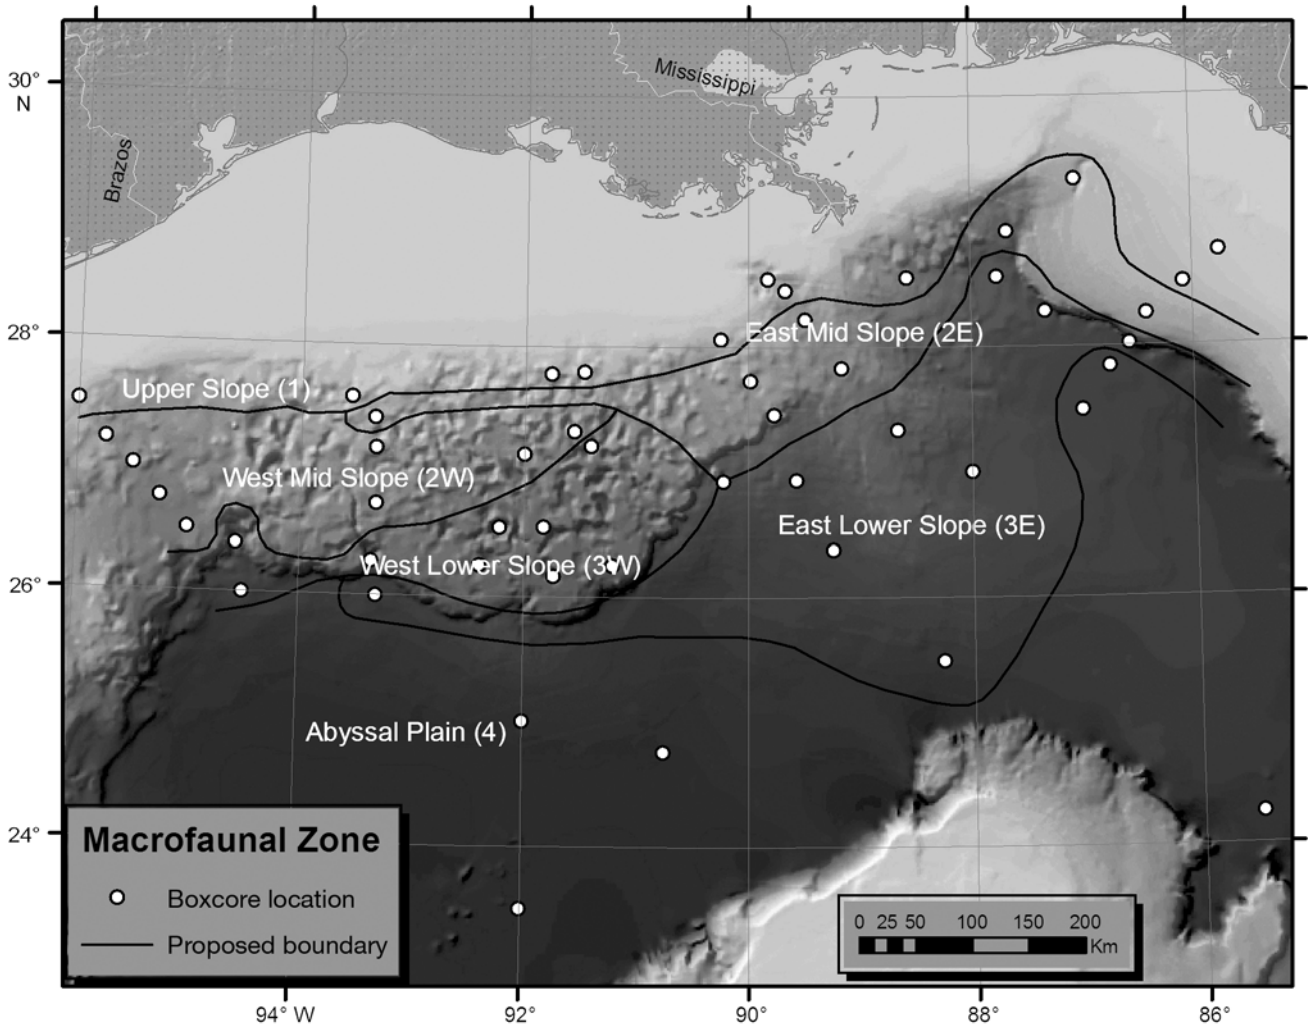 30°
N
Mississippi
Brazos
28°
East Mid Slope (2E)
Upper Slope (1)
West Mid Slope (2W)
East Lower Slope (3E)
West Lower Slope (3W)
26°
Abyssal Plain (4)
24°
Macrofaunal Zone
Boxcore location
Proposed boundary
0 25 50 100 150 200
Km
94° W 92° 90° 88° 86°